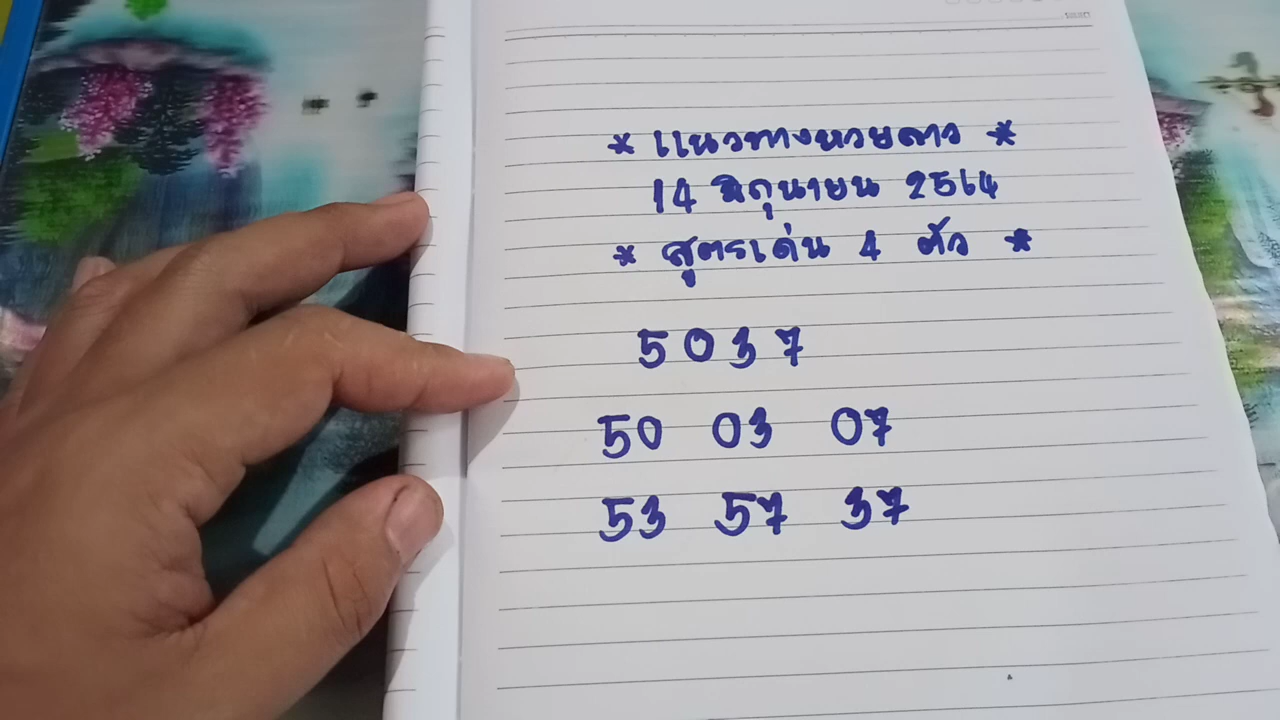 * แนวทางหวยลาว *
14 มิถุนายน 2564
* สูตรเด่น 4 ตัว *
5037
50 03 07
53 57 37